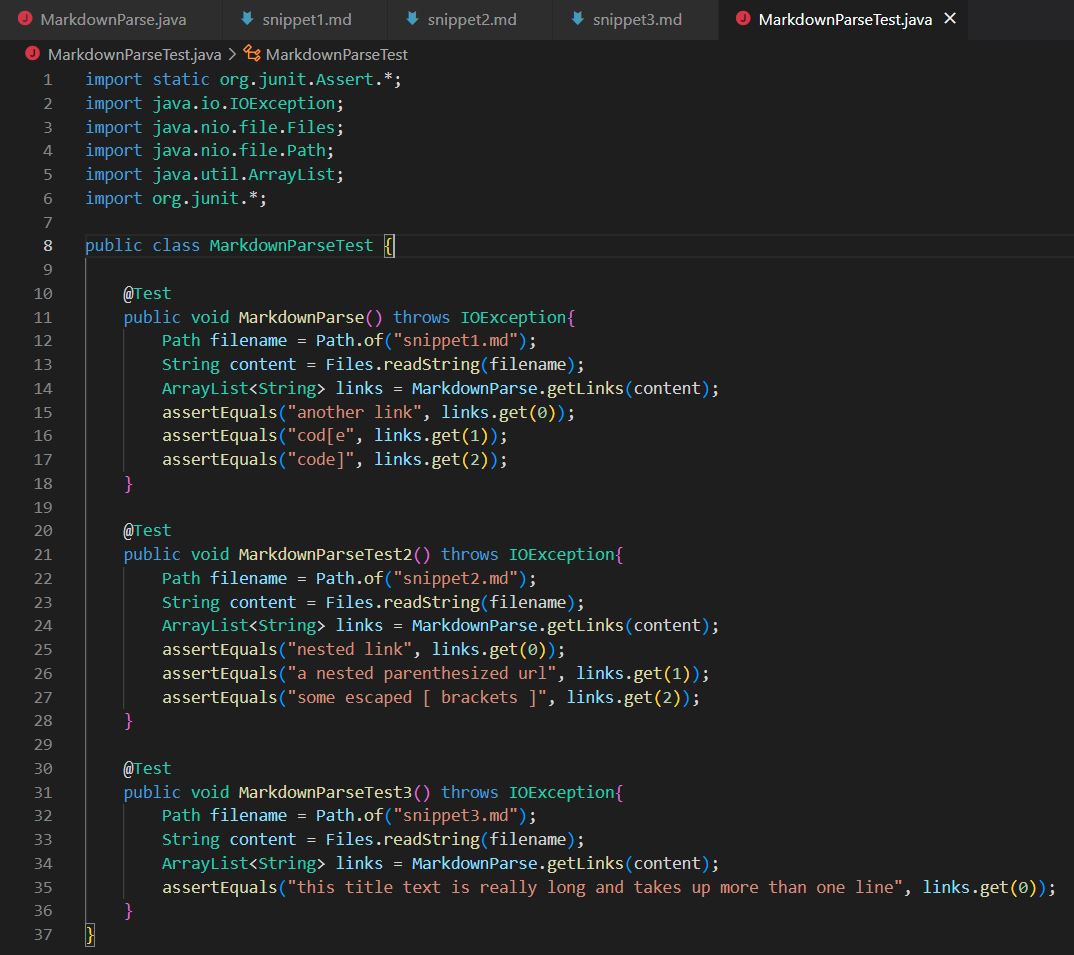 MarkdownParse.java snippet1.md snippet2.md snippet3.md MarkdownParseTest.java
MarkdownParseTest.java > MarkdownParseTest
1 import static org.junit.Assert.*;
2 import java.io.IOException;
3 import java.nio.file.Files;
4 import java.nio.file.Path;
5 import java.util.ArrayList;
6 import org.junit.*;
7
8 public class MarkdownParseTest {
9
10 @Test
11 public void MarkdownParse() throws IOException{
12 Path filename = Path.of("snippet1.md");
13 String content = Files.readString(filename);
14 ArrayList<String> links = MarkdownParse.getLinks(content);
15 assertEquals("another link", links.get(0));
16 assertEquals("cod[e", links.get(1));
17 assertEquals("code]", links.get(2));
18 }
19
20 @Test
21 public void MarkdownParseTest2() throws IOException{
22 Path filename = Path.of("snippet2.md");
23 String content = Files.readString(filename);
24 ArrayList<String> links = MarkdownParse.getLinks(content);
25 assertEquals("nested link", links.get(0));
26 assertEquals("a nested parenthesized url", links.get(1));
27 assertEquals("some escaped [ brackets ]", links.get(2));
28 }
29
30 @Test
31 public void MarkdownParseTest3() throws IOException{
32 Path filename = Path.of("snippet3.md");
33 String content = Files.readString(filename);
34 ArrayList<String> links = MarkdownParse.getLinks(content);
35 assertEquals("this title text is really long and takes up more than one line", links.get(0));
36 }
37 }